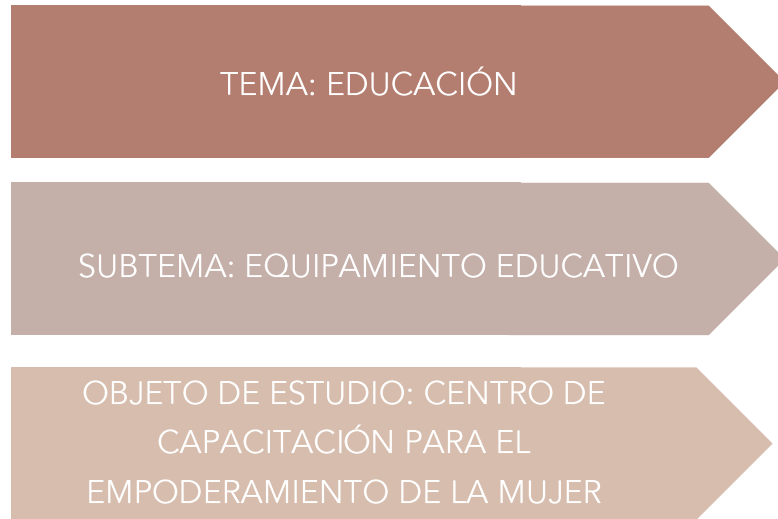 TEMA: EDUCACIÓN
SUBTEMA: EQUIPAMIENTO EDUCATIVO
OBJETO DE ESTUDIO: CENTRO DE
CAPACITACIÓN PARA EL
EMPODERAMIENTO DE LA MUJER